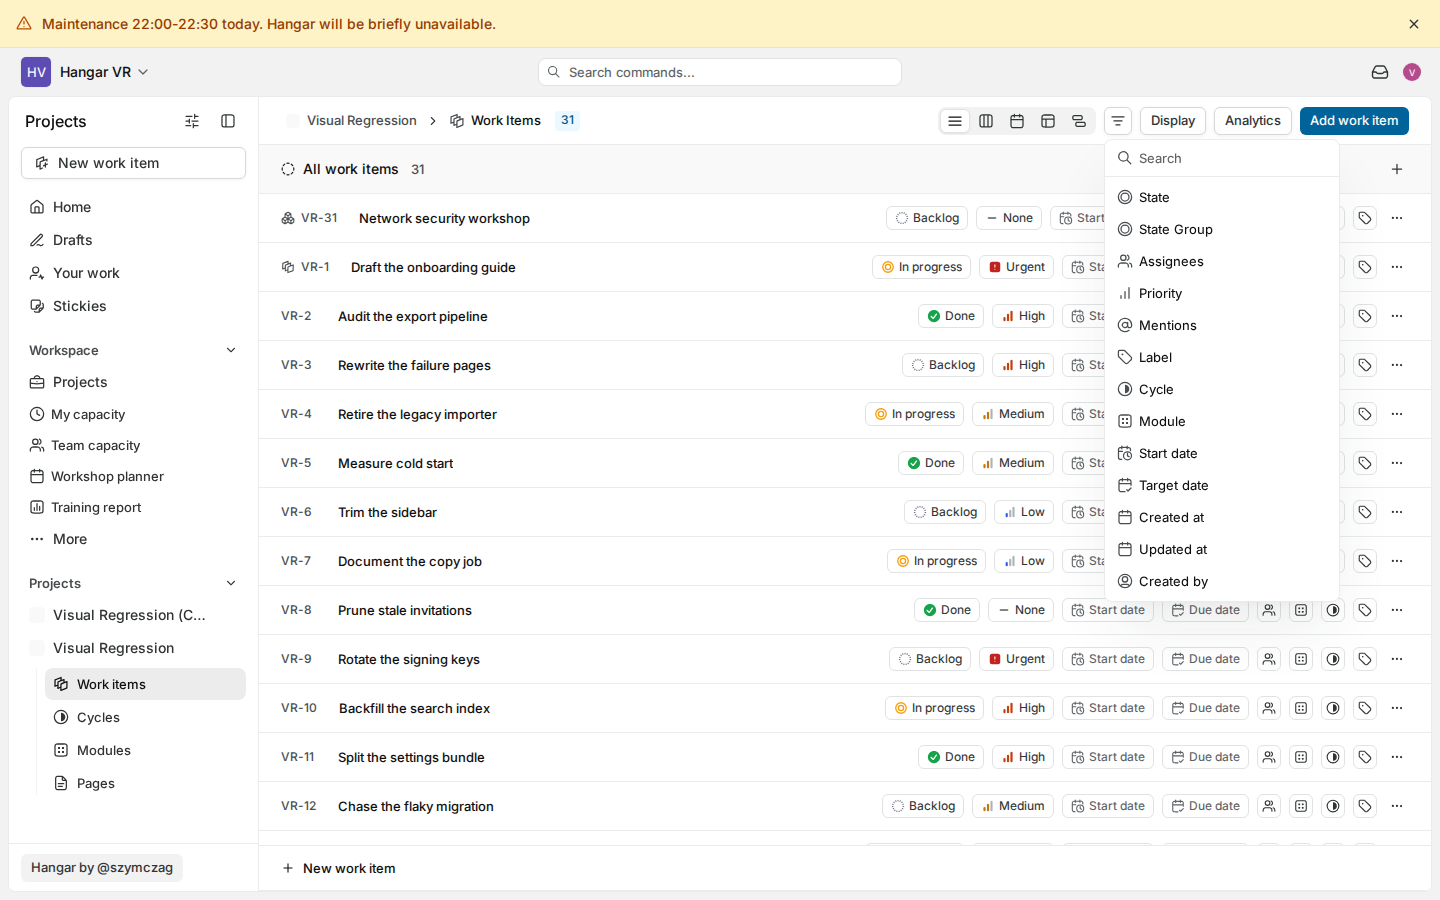 Maintenance 22:00-22:30 today. Hangar will be briefly unavailable.
HV Hangar VR
Search commands...
V
Projects
New work item
Home
Drafts
Your work
Stickies
Workspace
Projects
My capacity
Team capacity
Workshop planner
Training report
More
Projects
Visual Regression (C...
Visual Regression
Work items
Cycles
Modules
Pages
Hangar by @szymczag
Visual Regression
Work Items 31
Display
Analytics
Add work item
All work items 31
VR-31 Network security workshop Backlog None Start
VR-1 Draft the onboarding guide In progress Urgent Sta
VR-2 Audit the export pipeline Done High Sta
VR-3 Rewrite the failure pages Backlog High Sta
VR-4 Retire the legacy importer In progress Medium Sta
VR-5 Measure cold start Done Medium Sta
VR-6 Trim the sidebar Backlog Low Sta
VR-7 Document the copy job In progress Low Sta
VR-8 Prune stale invitations Done None Start date Due date
VR-9 Rotate the signing keys Backlog Urgent Start date Due date
VR-10 Backfill the search index In progress High Start date Due date
VR-11 Split the settings bundle Done High Start date Due date
VR-12 Chase the flaky migration Backlog Medium Start date Due date
New work item
Search
State
State Group
Assignees
Priority
Mentions
Label
Cycle
Module
Start date
Target date
Created at
Updated at
Created by